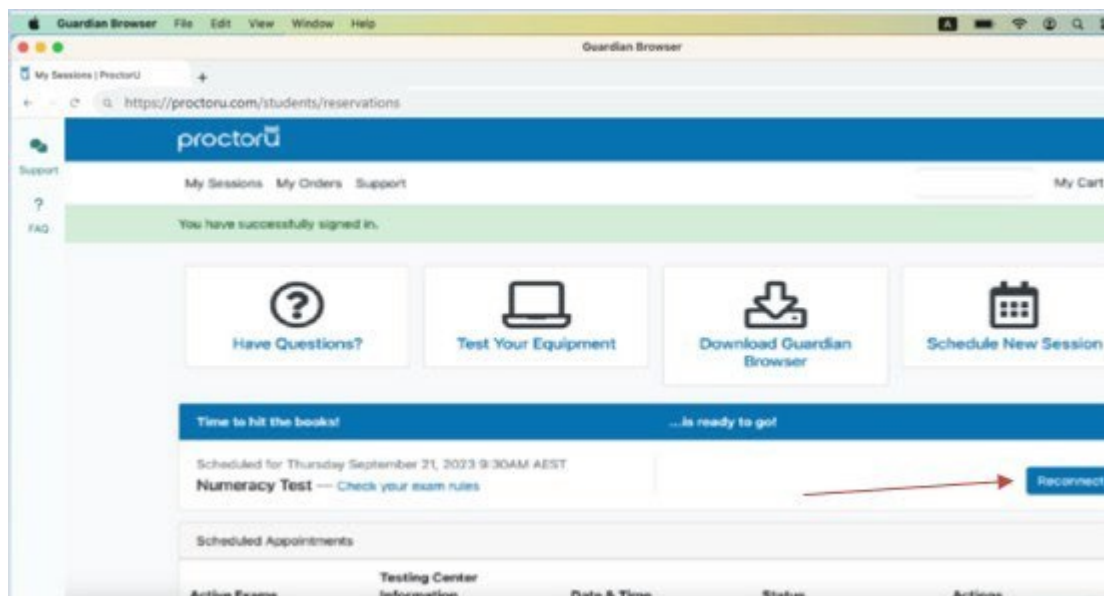 Guardian Browser File Edit View Window Help
A
Guardian Browser
My Sessions | ProctorU
https://proctoru.com/students/reservations
proctorU
Support
My Sessions My Orders Support
My Cart
?
FAQ
You have successfully signed in.
?
Have Questions?
Test Your Equipment
Download Guardian
Browser
Schedule New Session
Time to hit the books!
...is ready to go!
Scheduled for Thursday September 21, 2023 9:30AM AEST
Numeracy Test — Check your exam rules
Reconnect
Scheduled Appointments
Active Exams
Testing Center
Information
Date & Time
Status
Actions